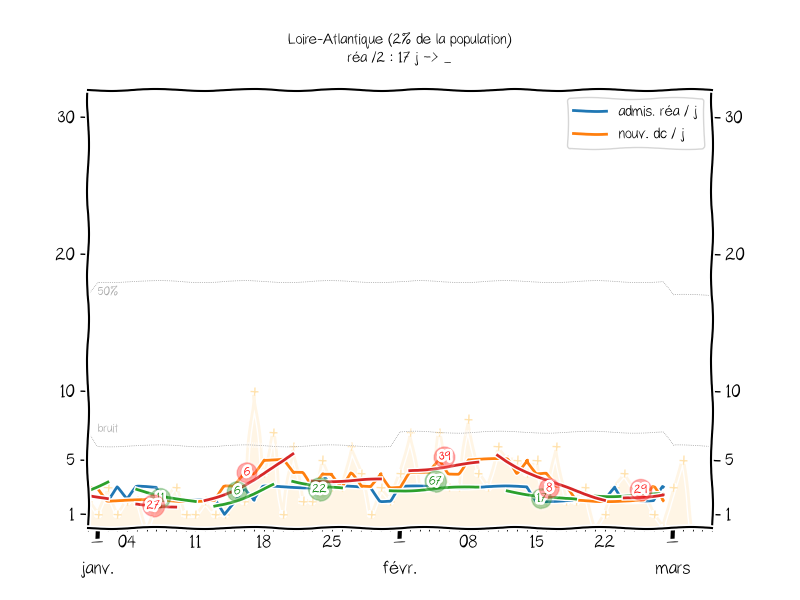 Loire-Atlantique (2% de la population)
réa /2 : 17 j -> _
admis. réa / j
nouv. dc / j
30 30
20 20
50%
10 10
bruit
5 5
1 1
27 6 6 22 39 67 8 17 29
04 11 18 25 08 15 22
janv. févr. mars